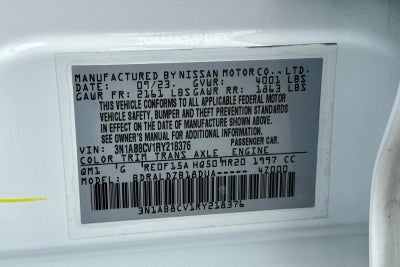 MANUFACTURED BY NISSAN MOTOR CO., LTD.
DATE: 09/23 GVWR: 4001 LBS
GAWR FR: 2161 LBS GAWR RR: 1863 LBS
THIS VEHICLE CONFORMS TO ALL APPLICABLE FEDERAL MOTOR
VEHICLE SAFETY, BUMPER AND THEFT PREVENTION STANDARDS
IN EFFECT ON THE DATE OF MANUFACTURE SHOWN ABOVE.
SEE OWNER'S MANUAL FOR ADDITIONAL INFORMATION
VIN: 3N1AB8CV1RY218376 PASSENGER CAR.
COLOR TRIM TRANS AXLE ENGINE
QM1 G RE0F15A HQ50 MR20 1997 CC
MODEL BDRALDZB18DUA 47000
3N1AB8CV1RY218376